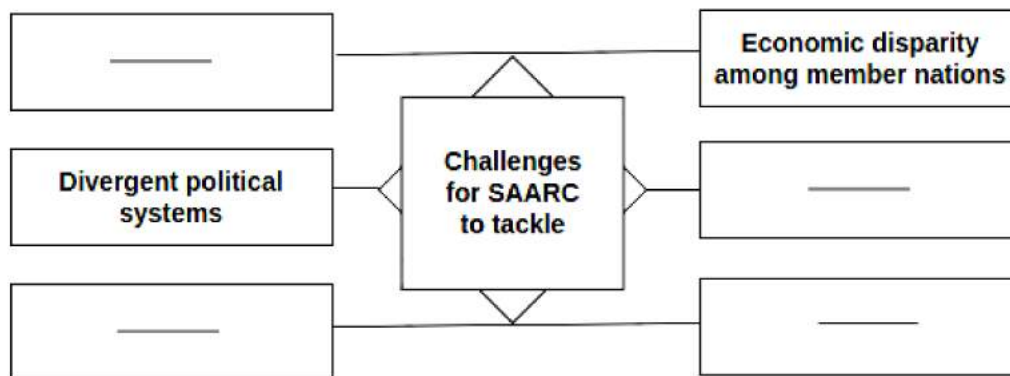 Economic disparity
among member nations
Divergent political
systems
Challenges
for SAARC
to tackle